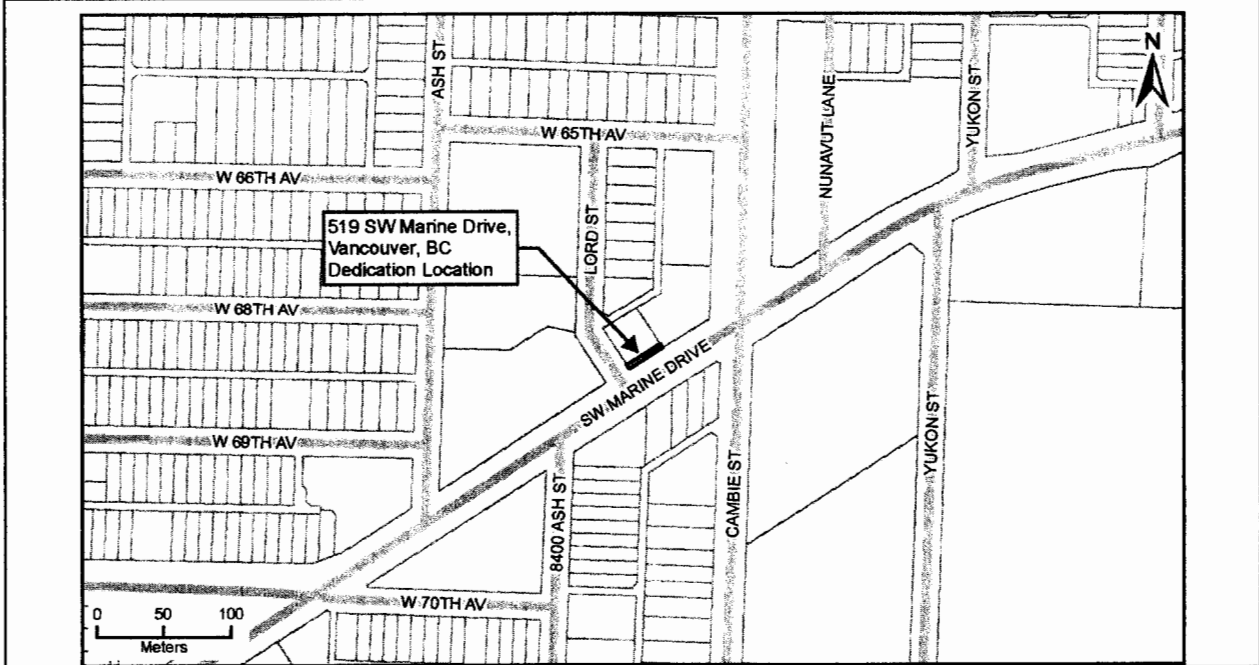 N
ASH ST
NUNAVUT LANE
YUKON ST
W 65TH AV
W 66TH AV
LORD ST
519 SW Marine Drive,
Vancouver, BC
Dedication Location
W 68TH AV
SW MARINE DRIVE
W 69TH AV
YUKON ST
CAMBIE ST
8400 ASH ST
W 70TH AV
0 50 100
Meters